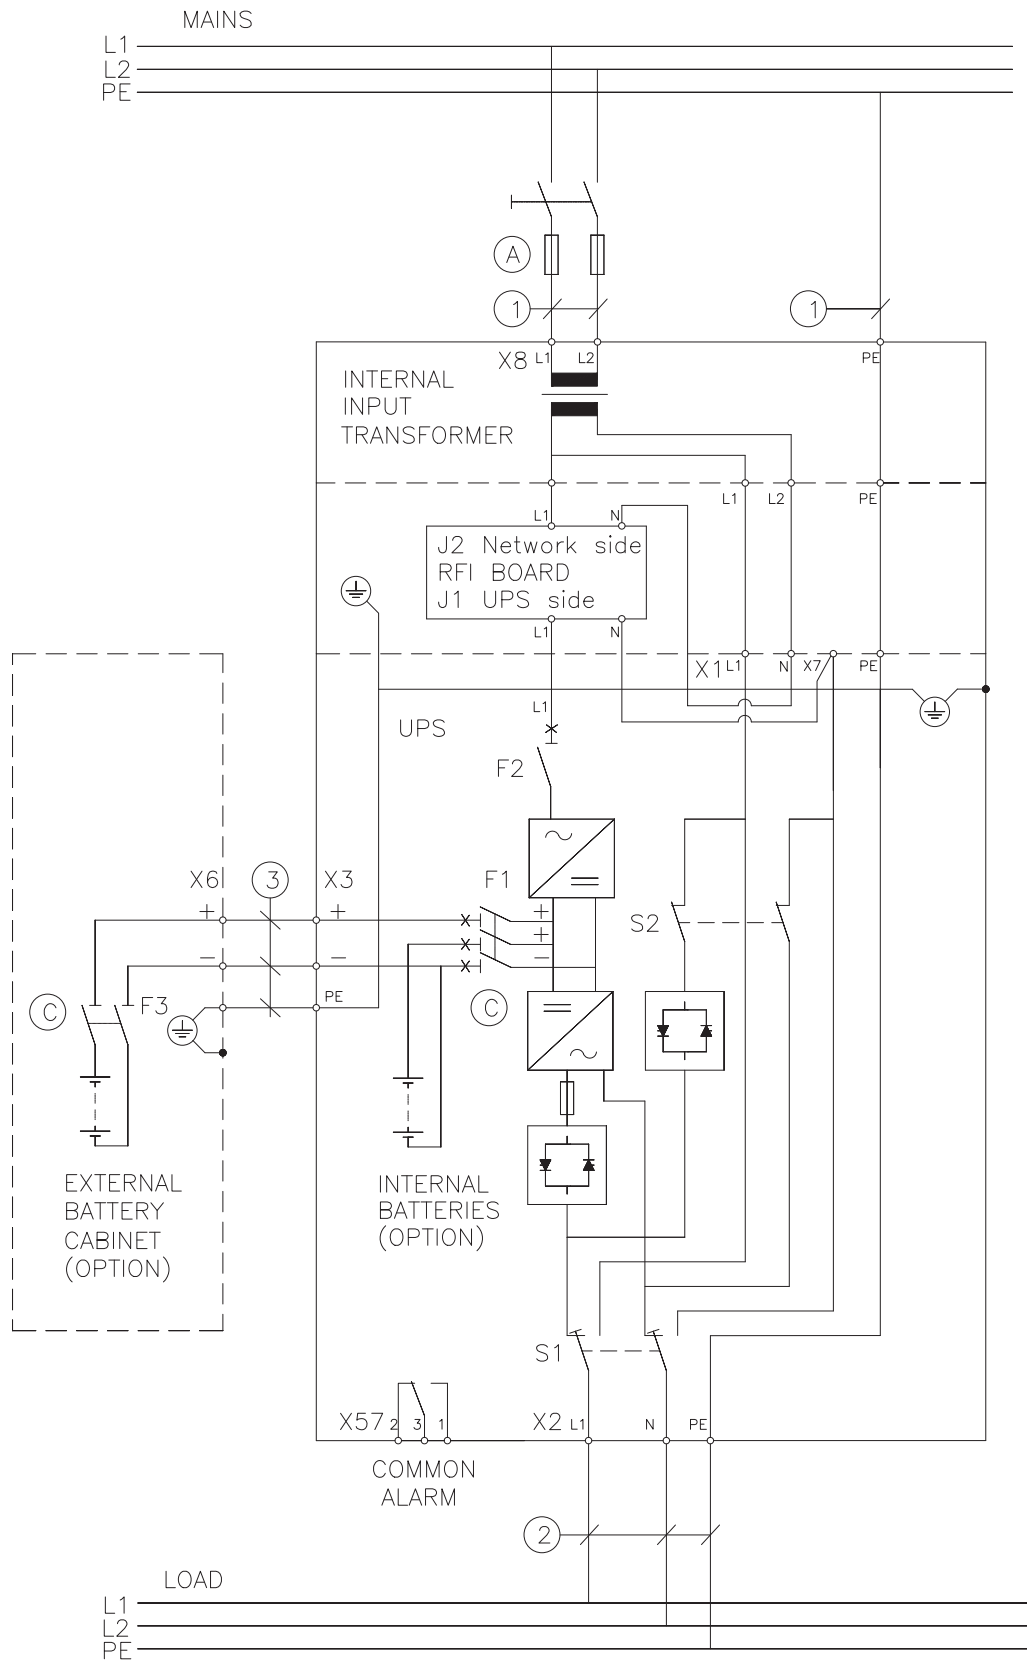 MAINS
L1
L2
PE
A
1
1
X8 L1 L2 PE
INTERNAL
INPUT
TRANSFORMER
L1 L2 PE
L1 N
J2 Network side
RFI BOARD
J1 UPS side
L1 N
X1 L1 N X7 PE
L1
UPS
F2
X6 3 X3 F1
+ + +
+
S2
− − −
PE
C F3 C
EXTERNAL
BATTERY
CABINET
(OPTION)
INTERNAL
BATTERIES
(OPTION)
S1
X57 2 3 1 X2 L1 N PE
COMMON
ALARM
2
LOAD
L1
L2
PE